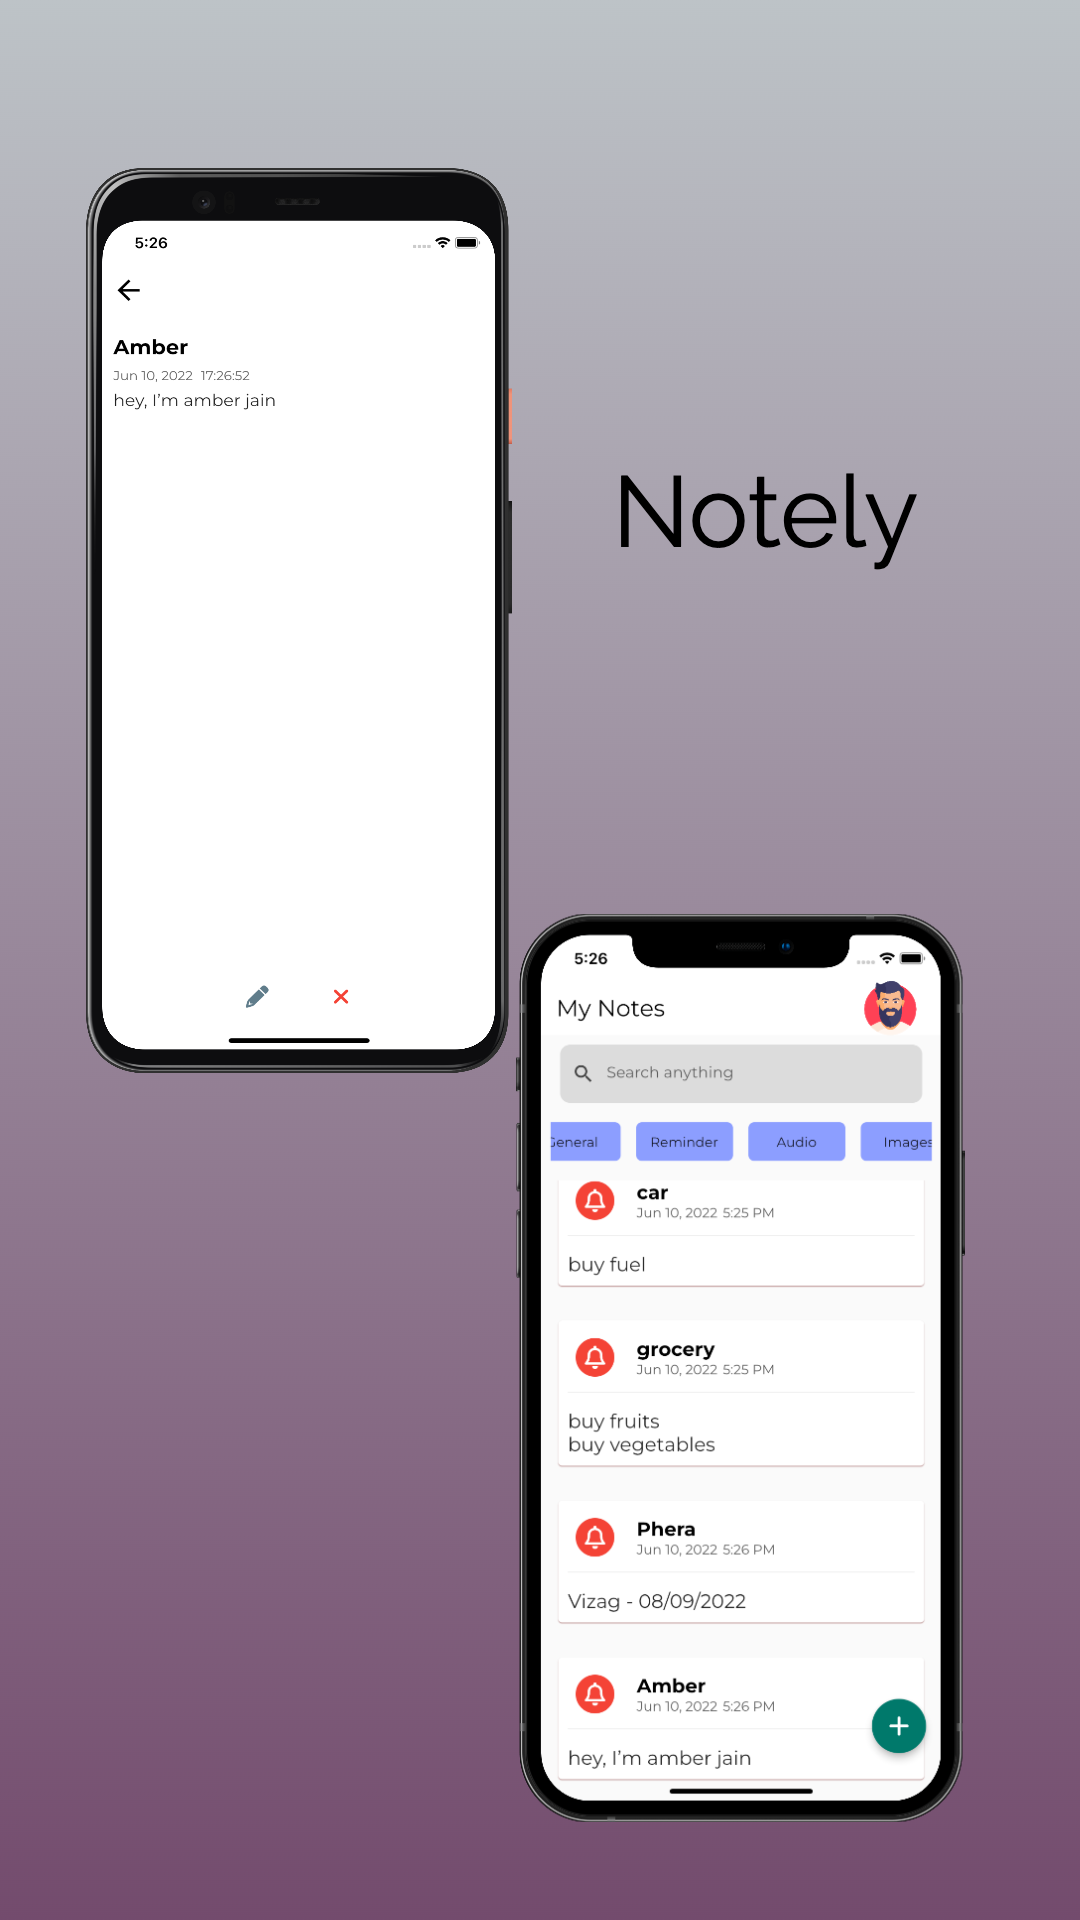 5:26
Amber
Jun 10, 2022 17:26:52
hey, I'm amber jain
Notely
5:26
My Notes
Search anything
General Reminder Audio Images
car
Jun 10, 2022 5:25 PM
buy fuel
grocery
Jun 10, 2022 5:25 PM
buy fruits
buy vegetables
Phera
Jun 10, 2022 5:26 PM
Vizag - 08/09/2022
Amber
Jun 10, 2022 5:26 PM
hey, I'm amber jain